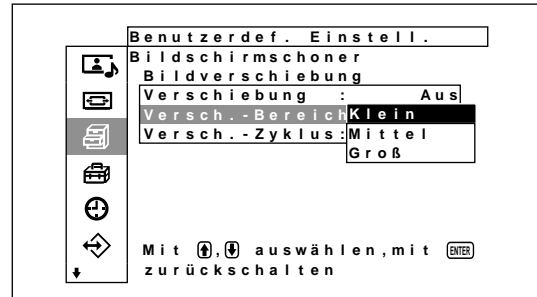 Benutzerdef. Einstell.
Bildschirmschoner
Bildverschiebung
Verschiebung : Aus
Versch.-Bereich Klein
Versch.-Zyklus: Mittel
Groß
Mit ⬆,⬇ auswählen,mit ENTER
zurückschalten